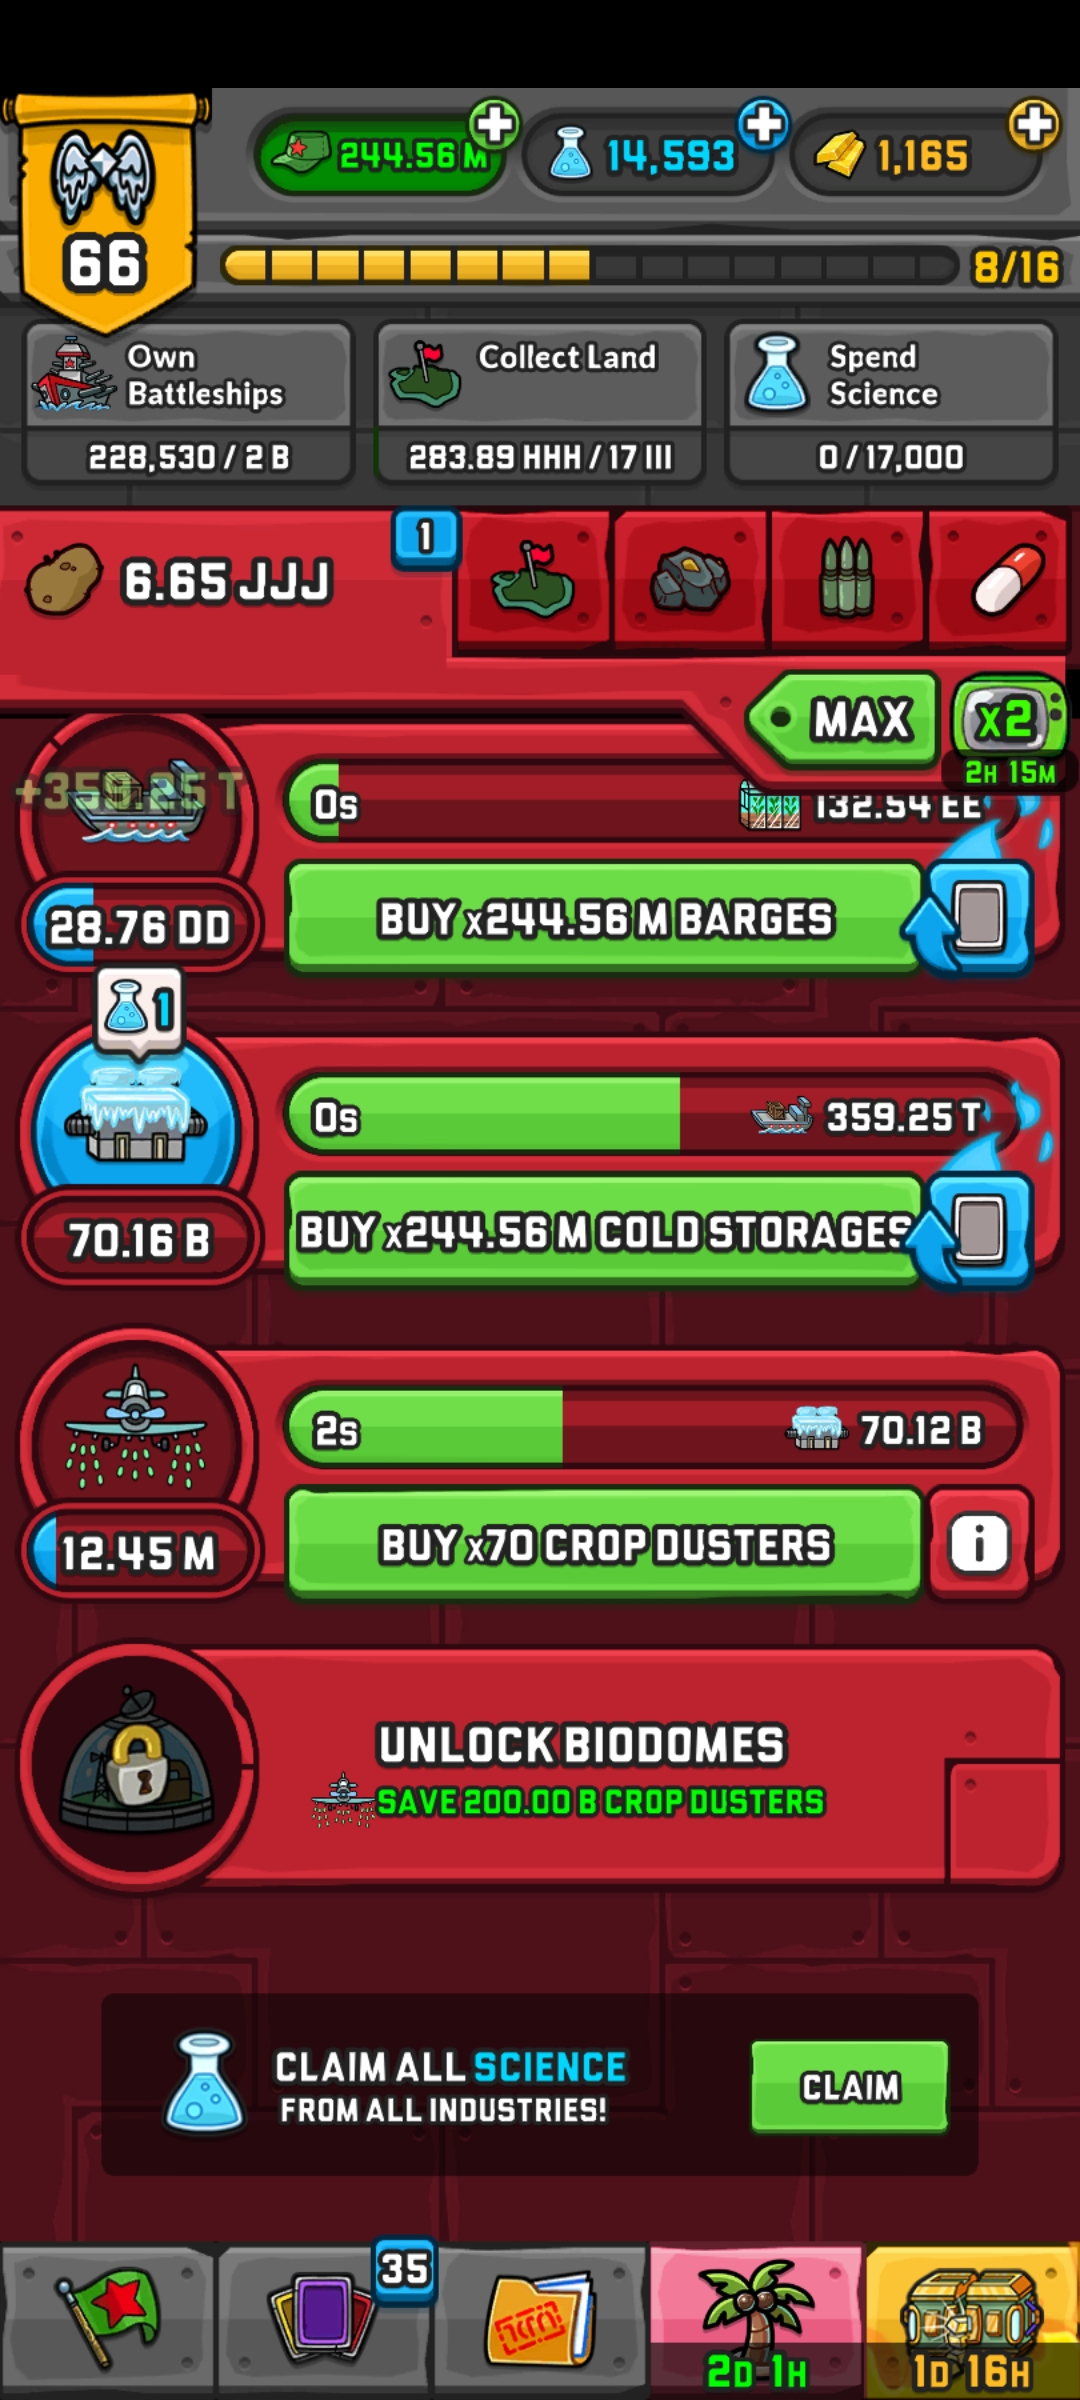 244.56 M
14,593
1,165
66
8/16
Own
Battleships
228,530 / 2 B
Collect Land
283.89 HHH / 17 III
Spend
Science
0 / 17,000
6.65 JJJ
1
MAX
x2
2H 15M
+359.25 T
0s
132.54 EE
28.76 DD
BUY x244.56 M BARGES
1
0s
359.25 T
70.16 B
BUY x244.56 M COLD STORAGES
2s
70.12 B
12.45 M
BUY x70 CROP DUSTERS
i
UNLOCK BIODOMES
SAVE 200.00 B CROP DUSTERS
CLAIM ALL SCIENCE
FROM ALL INDUSTRIES!
CLAIM
35
2D 1H
1D 16H